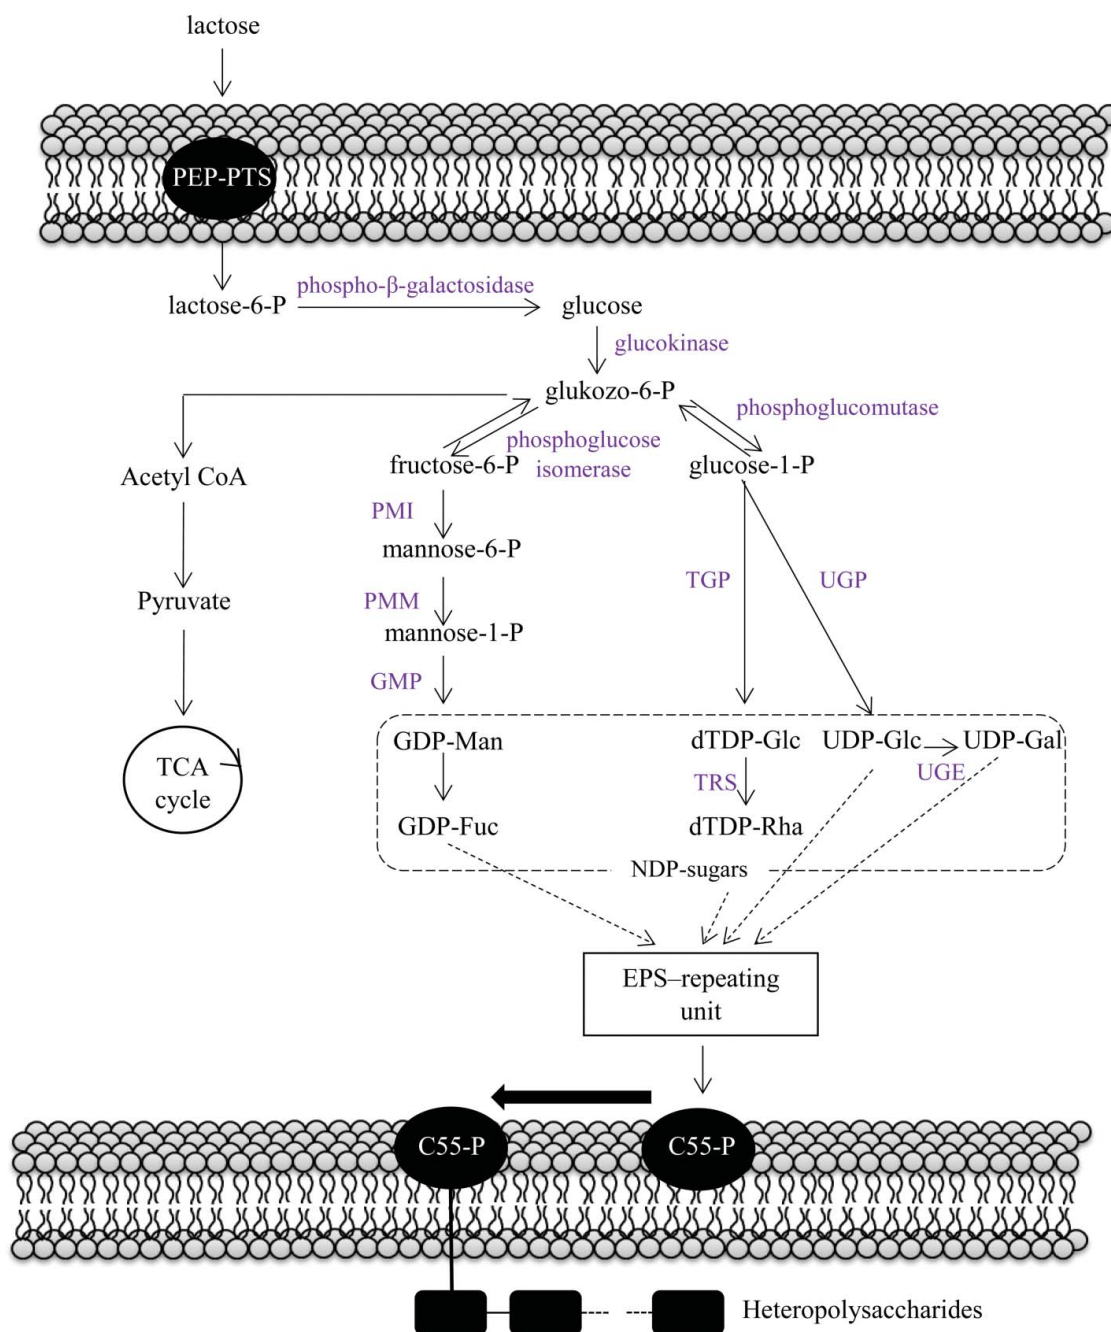 lactose
PEP-PTS
lactose-6-P
phospho-β-galactosidase
glucose
glucokinase
glukozo-6-P
phosphoglucomutase
phosphoglucose
isomerase
fructose-6-P
glucose-1-P
Acetyl CoA
PMI
mannose-6-P
TGP
UGP
Pyruvate
PMM
mannose-1-P
GMP
GDP-Man
dTDP-Glc
UDP-Glc
UDP-Gal
TCA
cycle
TRS
UGE
GDP-Fuc
dTDP-Rha
NDP-sugars
EPS–repeating
unit
C55-P
C55-P
Heteropolysaccharides